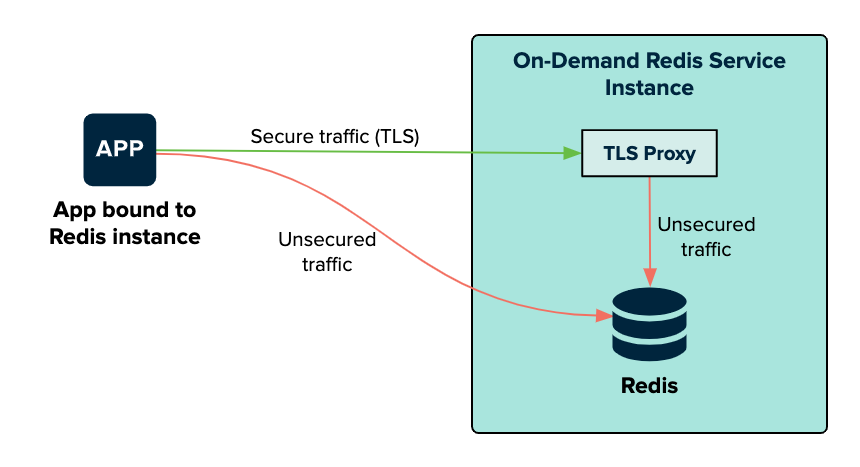 On-Demand Redis Service
Instance
Secure traffic (TLS)
APP
TLS Proxy
App bound to
Redis instance
Unsecured
traffic
Unsecured
traffic
Redis